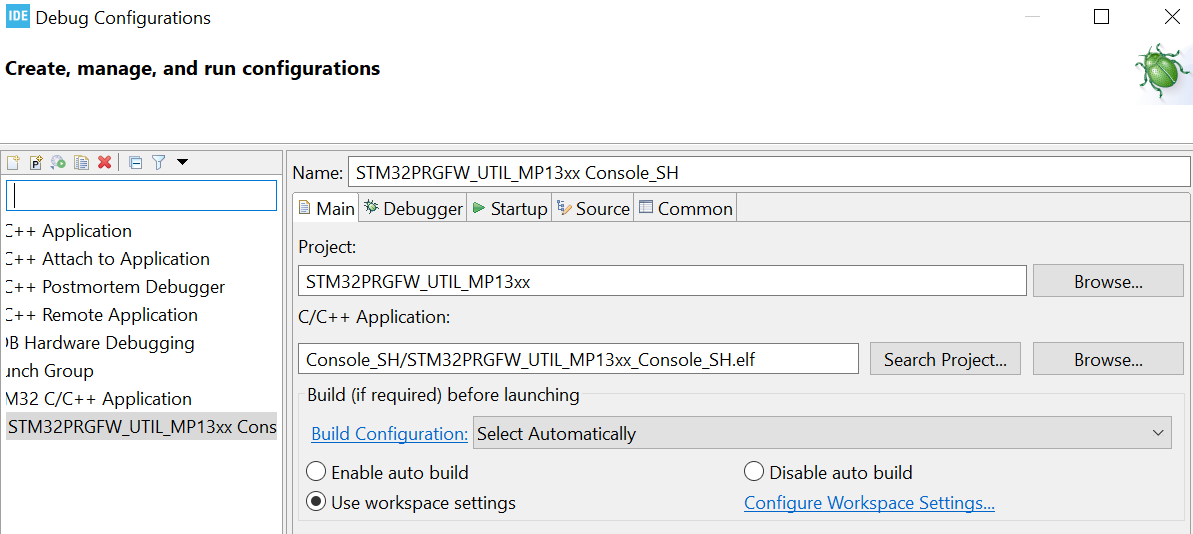 IDE Debug Configurations
Create, manage, and run configurations
Name: STM32PRGFW_UTIL_MP13xx Console_SH
Main Debugger Startup Source Common
Project:
STM32PRGFW_UTIL_MP13xx Browse...
C/C++ Application:
Console_SH/STM32PRGFW_UTIL_MP13xx_Console_SH.elf Search Project... Browse...
Build (if required) before launching
Build Configuration: Select Automatically
Enable auto build Disable auto build
Use workspace settings Configure Workspace Settings...
C++ Application
C++ Attach to Application
C++ Postmortem Debugger
C++ Remote Application
DB Hardware Debugging
unch Group
M32 C/C++ Application
STM32PRGFW_UTIL_MP13xx Cons